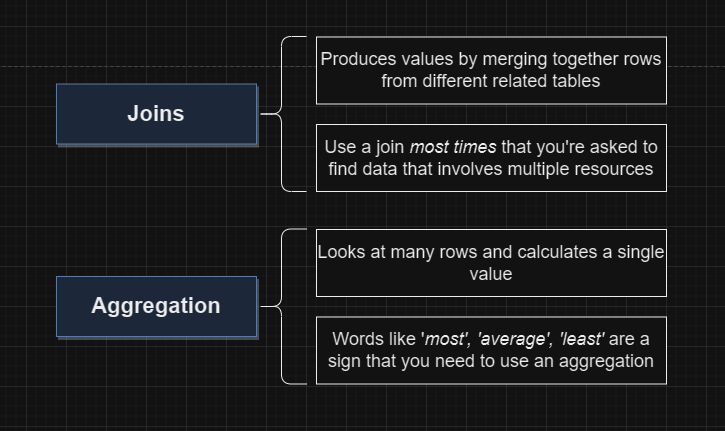 Joins
Produces values by merging together rows
from different related tables
Use a join most times that you're asked to
find data that involves multiple resources
Aggregation
Looks at many rows and calculates a single
value
Words like 'most', 'average', 'least' are a
sign that you need to use an aggregation